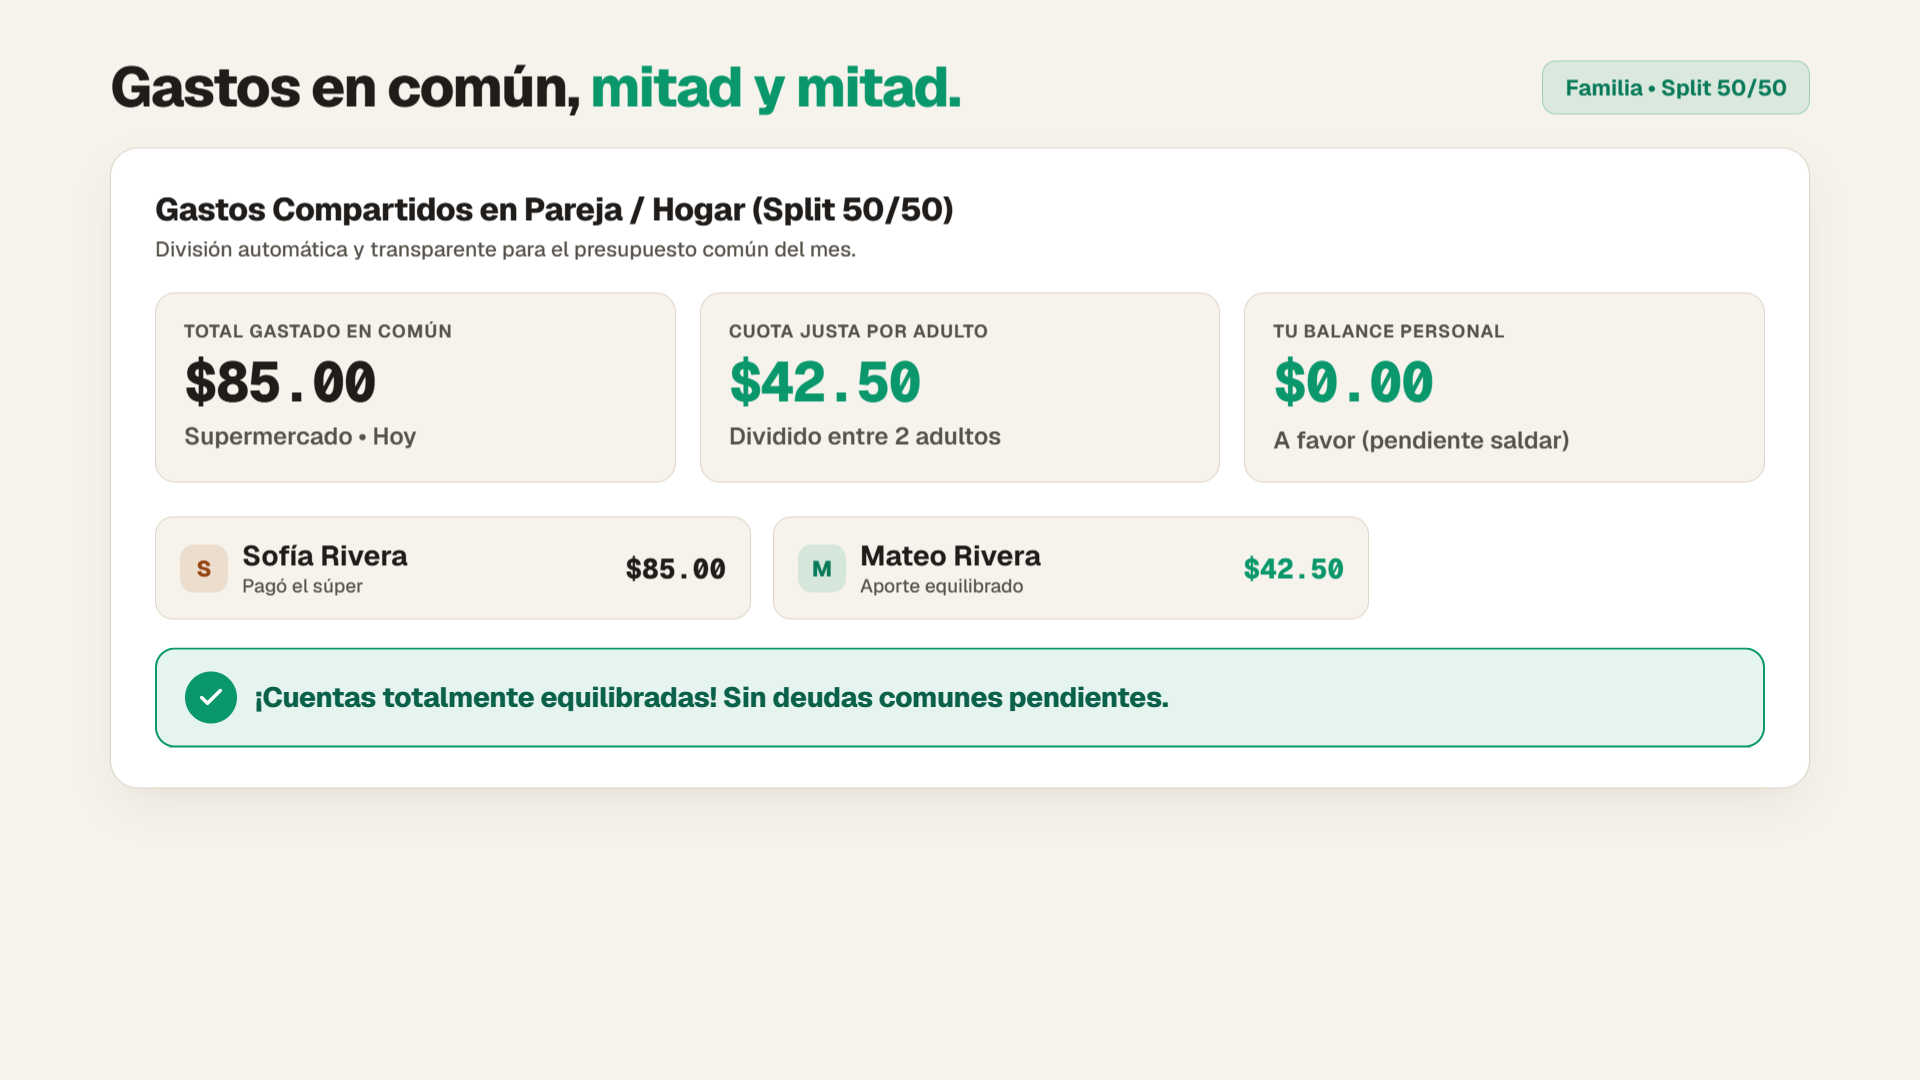 Gastos en común, mitad y mitad.
Familia • Split 50/50
Gastos Compartidos en Pareja / Hogar (Split 50/50)
División automática y transparente para el presupuesto común del mes.
TOTAL GASTADO EN COMÚN
$85.00
Supermercado • Hoy
CUOTA JUSTA POR ADULTO
$42.50
Dividido entre 2 adultos
TU BALANCE PERSONAL
$0.00
A favor (pendiente saldar)
S
Sofía Rivera
Pagó el súper
$85.00
M
Mateo Rivera
Aporte equilibrado
$42.50
¡Cuentas totalmente equilibradas! Sin deudas comunes pendientes.